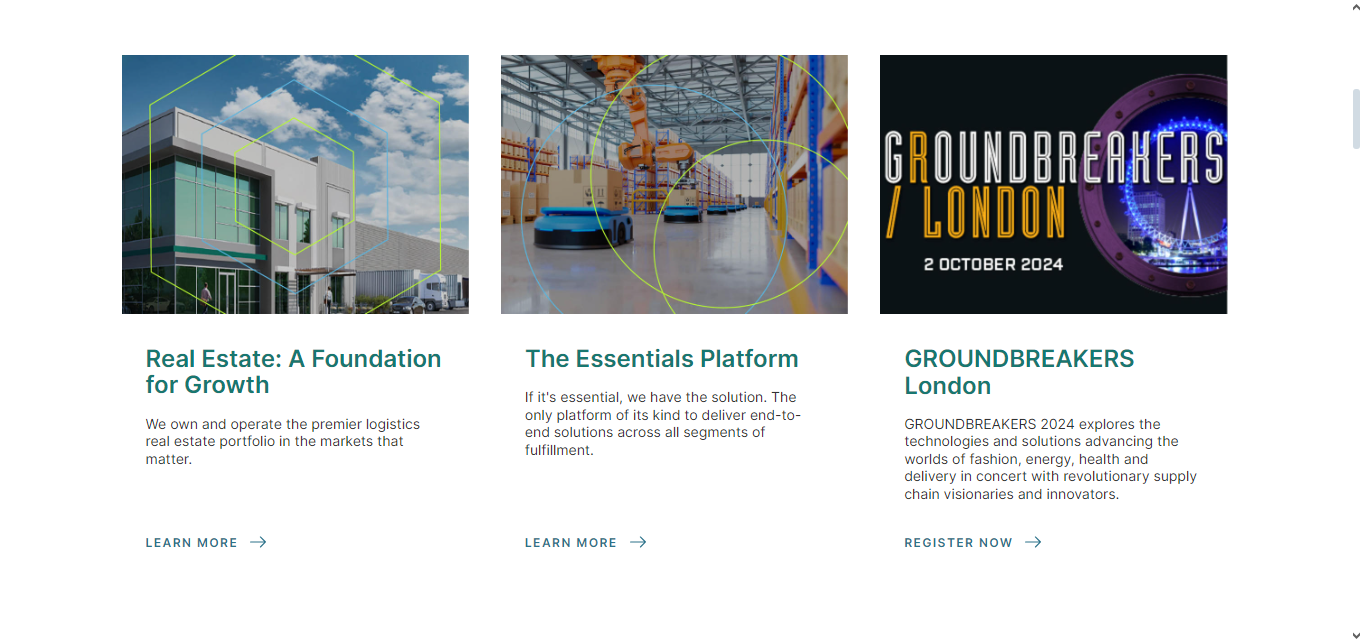 GROUNDBREAKERS
/ LONDON
2 OCTOBER 2024
Real Estate: A Foundation
for Growth
We own and operate the premier logistics
real estate portfolio in the markets that
matter.
LEARN MORE
The Essentials Platform
If it's essential, we have the solution. The
only platform of its kind to deliver end-to-
end solutions across all segments of
fulfillment.
LEARN MORE
GROUNDBREAKERS
London
GROUNDBREAKERS 2024 explores the
technologies and solutions advancing the
worlds of fashion, energy, health and
delivery in concert with revolutionary supply
chain visionaries and innovators.
REGISTER NOW